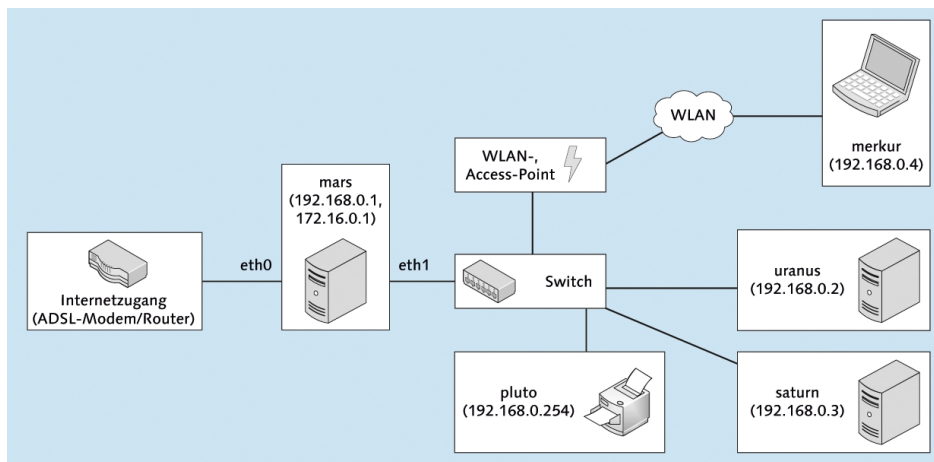 Internetzugang
(ADSL-Modem/Router)
eth0
mars
(192.168.0.1,
172.16.0.1)
eth1
WLAN-,
Access-Point
WLAN
merkur
(192.168.0.4)
Switch
uranus
(192.168.0.2)
pluto
(192.168.0.254)
saturn
(192.168.0.3)